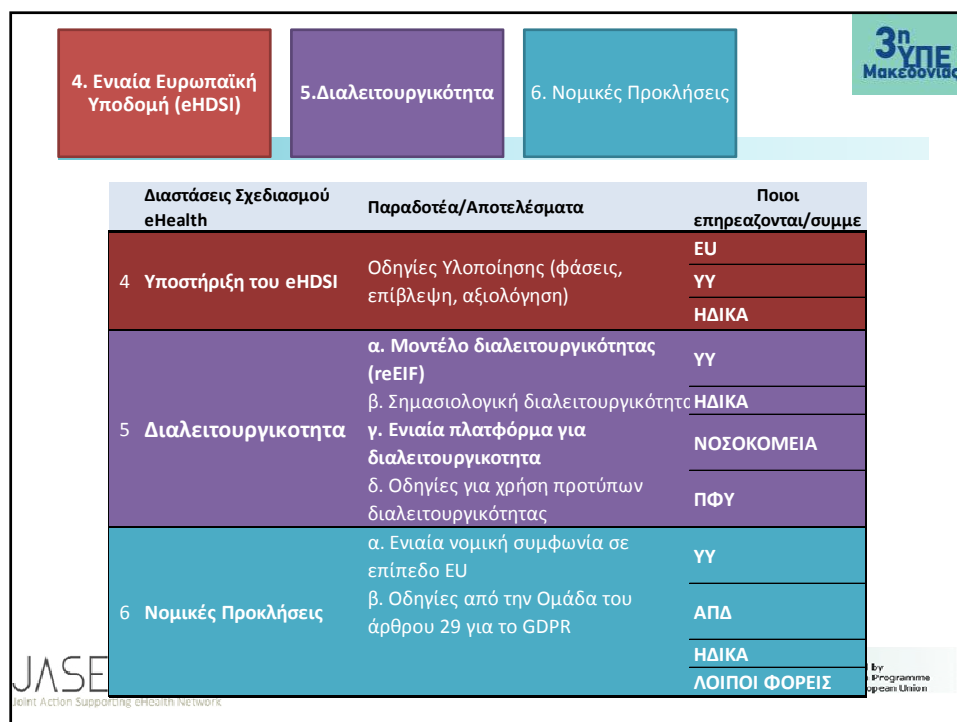 4. Ενιαία Ευρωπαϊκή
Υποδομή (eHDSI)
5.Διαλειτουργικότητα
6. Νομικές Προκλήσεις
3η
ΥΠΕ
Μακεδονίας
Διαστάσεις Σχεδιασμού
eHealth
Παραδοτέα/Αποτελέσματα
Ποιοι
επηρεαζονται/συμμε
4 Υποστήριξη του eHDSI
Οδηγίες Υλοποίησης (φάσεις,
επίβλεψη, αξιολόγηση)
EU
ΥΥ
ΗΔΙΚΑ
5 Διαλειτουργικοτητα
α. Μοντέλο διαλειτουργικότητας
(reEIF)
β. Σημασιολογική διαλειτουργικότητα
γ. Ενιαία πλατφόρμα για
διαλειτουργικοτητα
δ. Οδηγίες για χρήση προτύπων
διαλειτουργικότητας
ΥΥ
ΗΔΙΚΑ
ΝΟΣΟΚΟΜΕΙΑ
ΠΦΥ
6 Νομικές Προκλήσεις
α. Ενιαία νομική συμφωνία σε
επίπεδο EU
β. Οδηγίες από την Ομάδα του
άρθρου 29 για το GDPR
ΥΥ
ΑΠΔ
ΗΔΙΚΑ
ΛΟΙΠΟΙ ΦΟΡΕΙΣ
JASE
Joint Action Supporting eHealth Network
by
Programme
opean Union